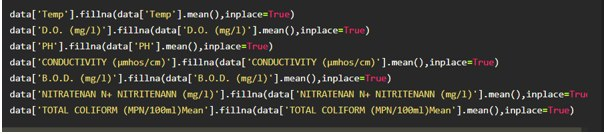 data['Temp'].fillna(data['Temp'].mean(),inplace=True)
data['D.O. (mg/l)'].fillna(data['D.O. (mg/l)'].mean(),inplace=True)
data['PH'].fillna(data['PH'].mean(),inplace=True)
data['CONDUCTIVITY (µmhos/cm)'].fillna(data['CONDUCTIVITY (µmhos/cm)'].mean(),inplace=True)
data['B.O.D. (mg/l)'].fillna(data['B.O.D. (mg/l)'].mean(),inplace=True)
data['NITRATENAN N+ NITRITENANN (mg/l)'].fillna(data['NITRATENAN N+ NITRITENANN (mg/l)'].mean(),inplace=True
data['TOTAL COLIFORM (MPN/100ml)Mean'].fillna(data['TOTAL COLIFORM (MPN/100ml)Mean'].mean(),inplace=True)